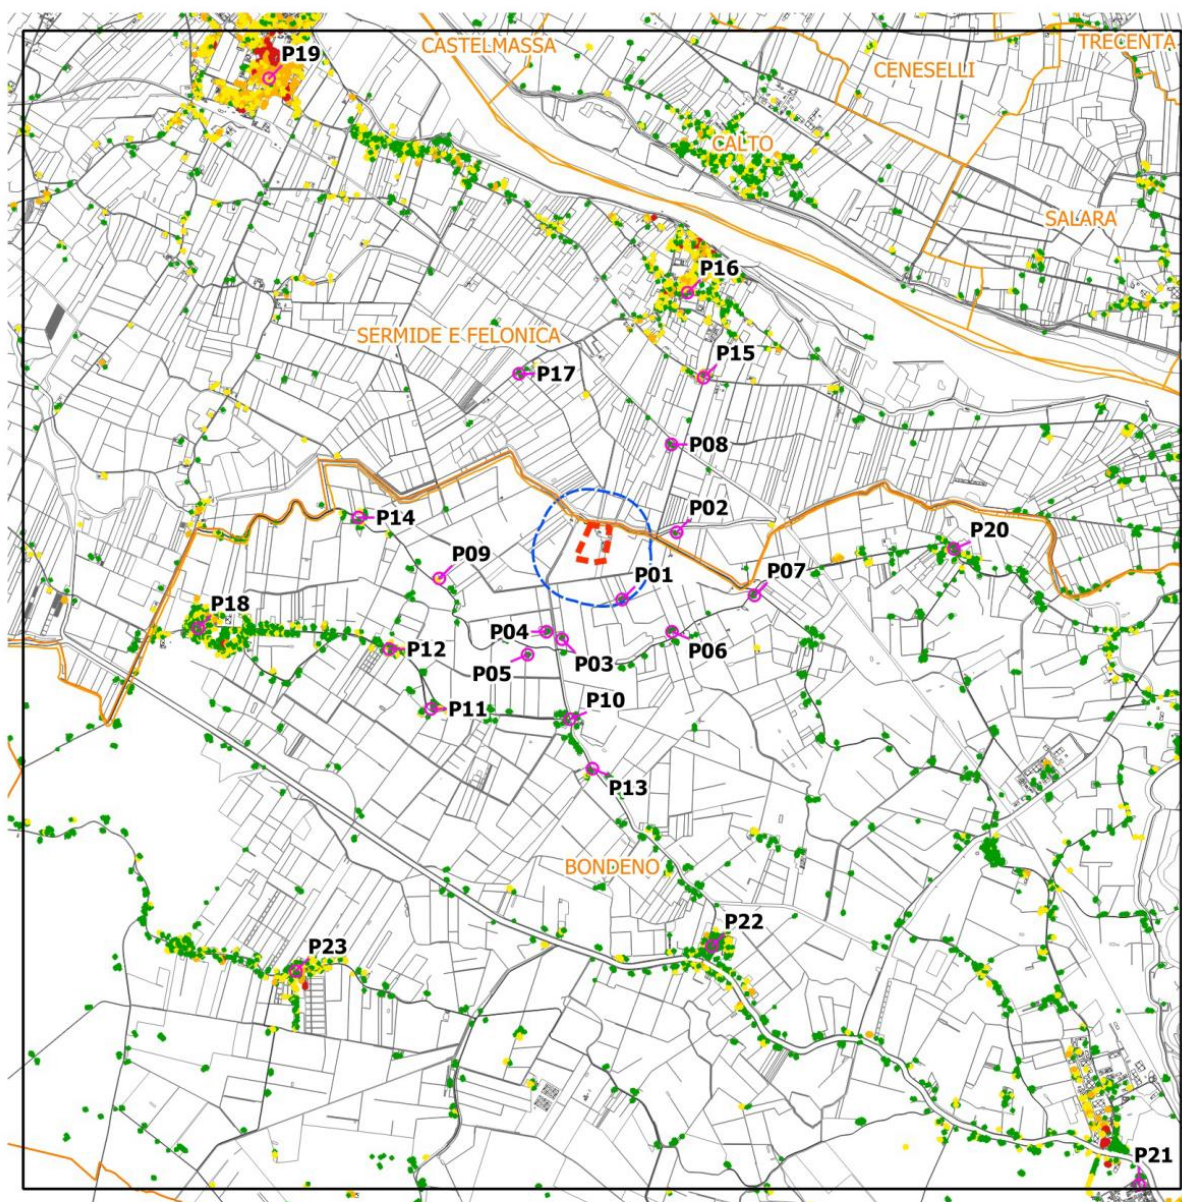 TRECENTA
CASTELMASSA
P19
CENESELLI
CALTO
SALARA
P16
SERMIDE E FELONICA
P15
P17
P08
P14
P02
P20
P09
P01
P07
P18
P04
P12
P06
P03
P05
P11
P10
P13
BONDENO
P22
P23
P21